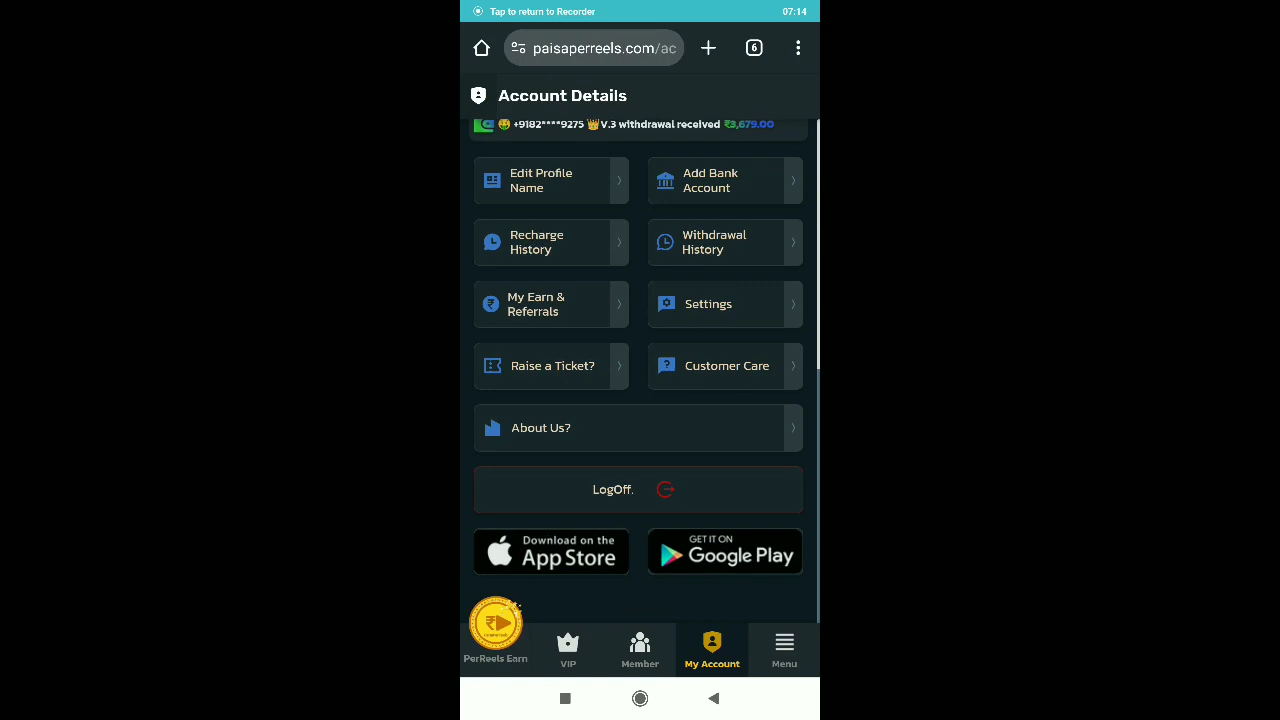 Tap to return to Recorder 07:14
paisaperreels.com/ac 6
Account Details
+9182****9275 V.3 withdrawal received ₹3,679.00
Edit Profile
Name
Add Bank
Account
Recharge
History
Withdrawal
History
My Earn &
Referrals
Settings
Raise a Ticket?
Customer Care
About Us?
LogOff.
Download on the
App Store
GET IT ON
Google Play
PerReels Earn
VIP
Member
My Account
Menu